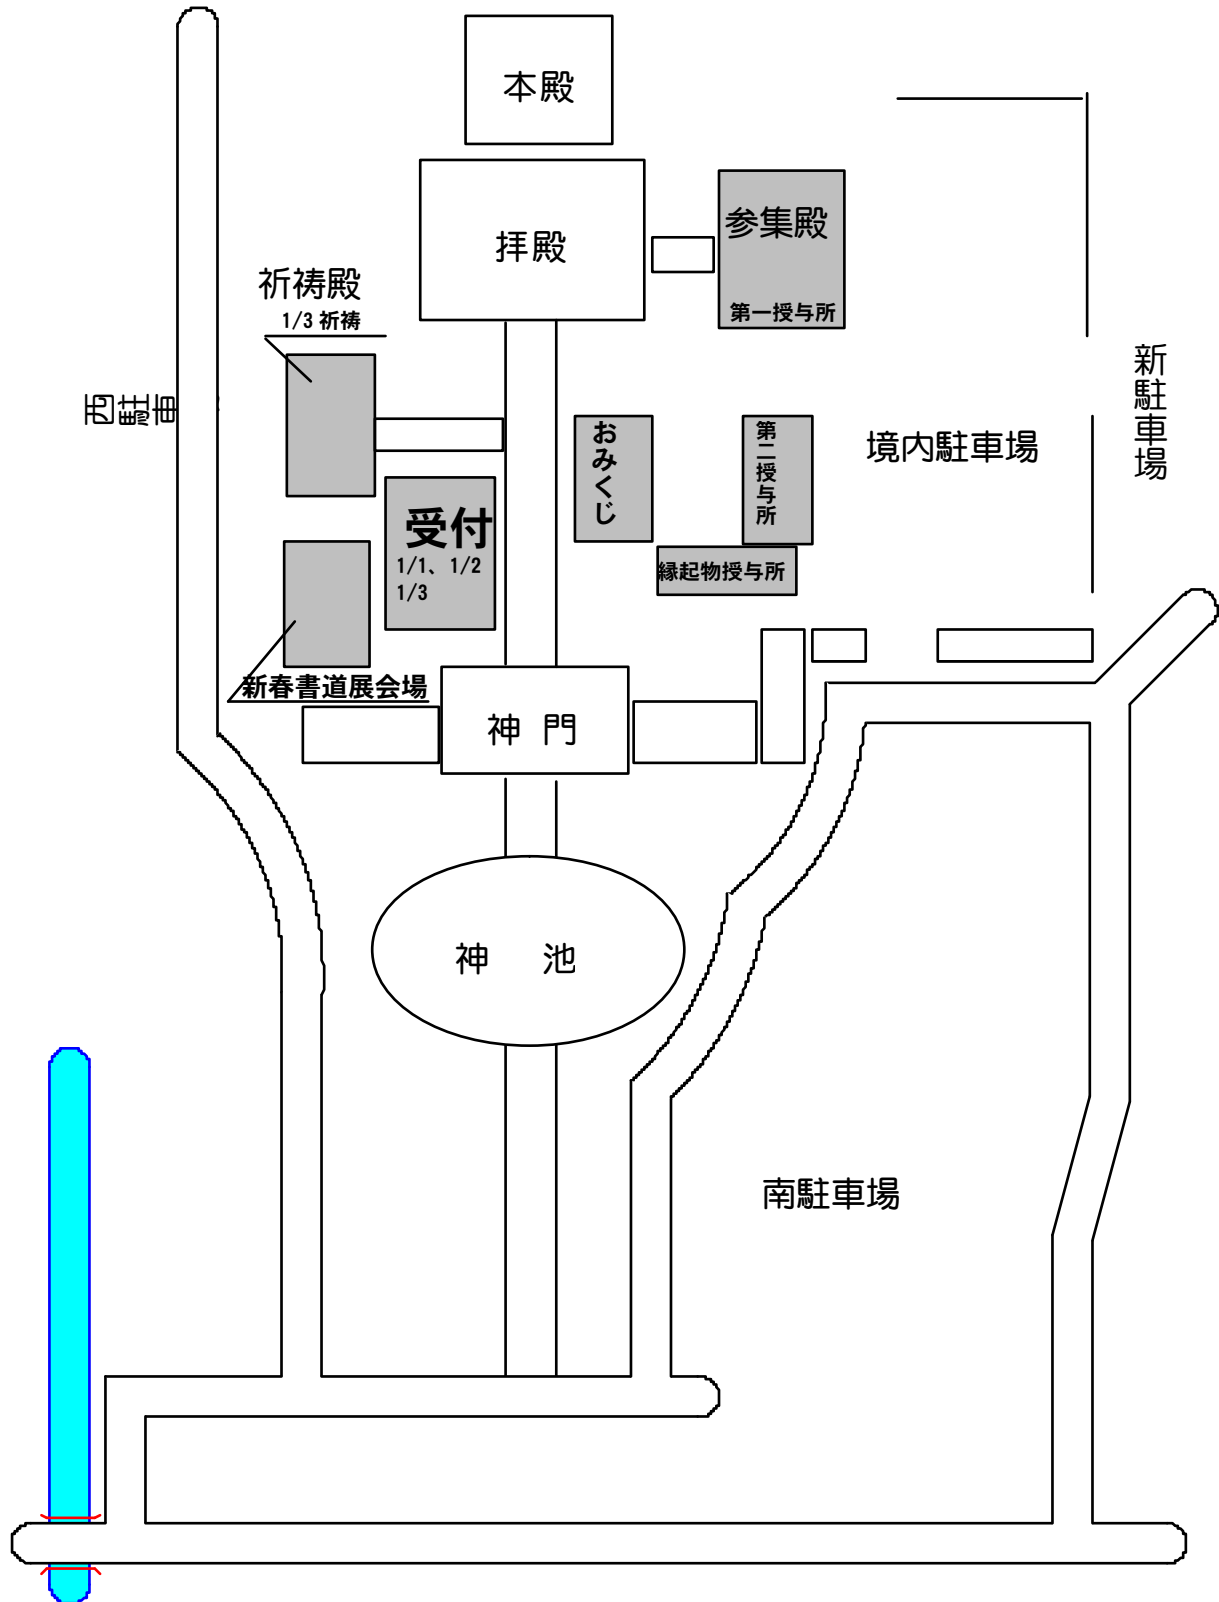 本殿
拝殿
参集殿
第一授与所
祈祷殿
1/3 祈祷
西駐車
新駐車場
境内駐車場
おみくじ
第二授与所
受付
1/1、1/2
1/3
縁起物授与所
新春書道展会場
神 門
神 池
南駐車場